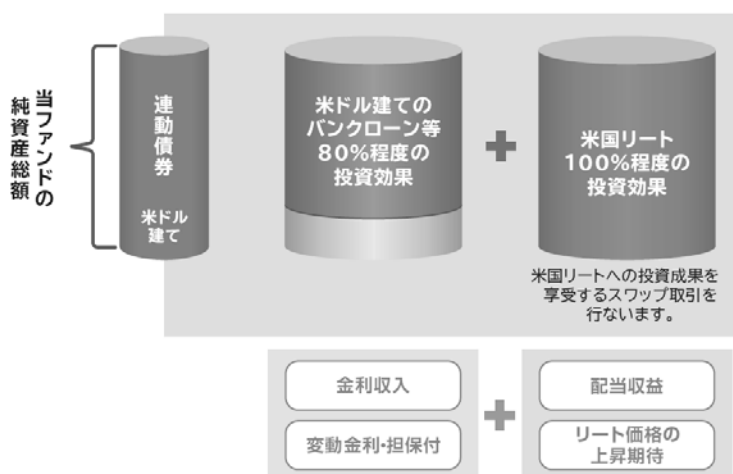 当ファンドの
純資産総額
連動債券
米ドル
建て
米ドル建ての
バンクローン等
80%程度の
投資効果
+
米国リート
100%程度の
投資効果
米国リートへの投資成果を
享受するスワップ取引を
行ないます。
金利収入
変動金利・担保付
+
配当収益
リート価格の
上昇期待